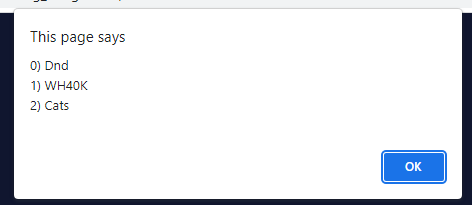 This page says
0) Dnd
1) WH40K
2) Cats
OK